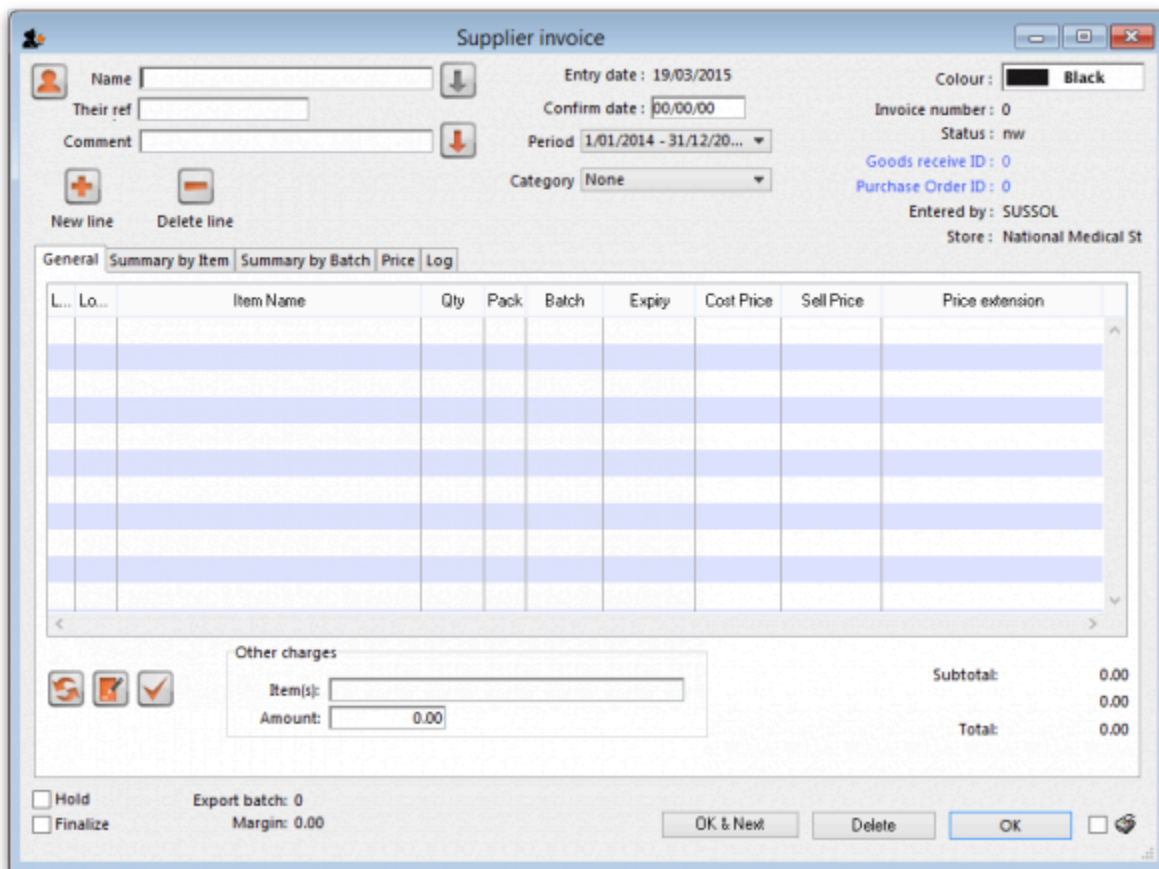 Supplier invoice
Name
Their ref
Comment
New line
Delete line
Entry date : 19/03/2015
Confirm date : 00/00/00
Period 1/01/2014 - 31/12/20...
Category None
Colour : Black
Invoice number : 0
Status : nw
Goods receive ID : 0
Purchase Order ID : 0
Entered by : SUSSOL
Store : National Medical St
General Summary by Item Summary by Batch Price Log
L... Lo... Item Name Qty Pack Batch Expiry Cost Price Sell Price Price extension
Other charges
Item(s):
Amount: 0.00
Subtotal: 0.00
0.00
Total: 0.00
Hold
Finalize
Export batch: 0
Margin: 0.00
OK & Next Delete OK